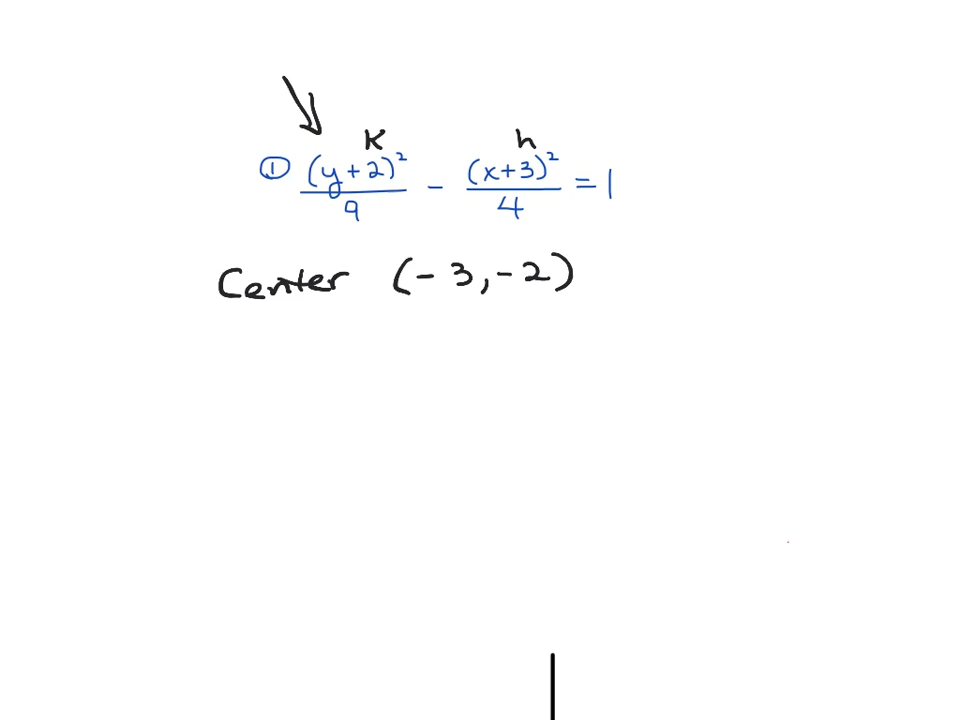 K h
① (y+2)²/9 - (x+3)²/4 = 1
Center (-3,-2)